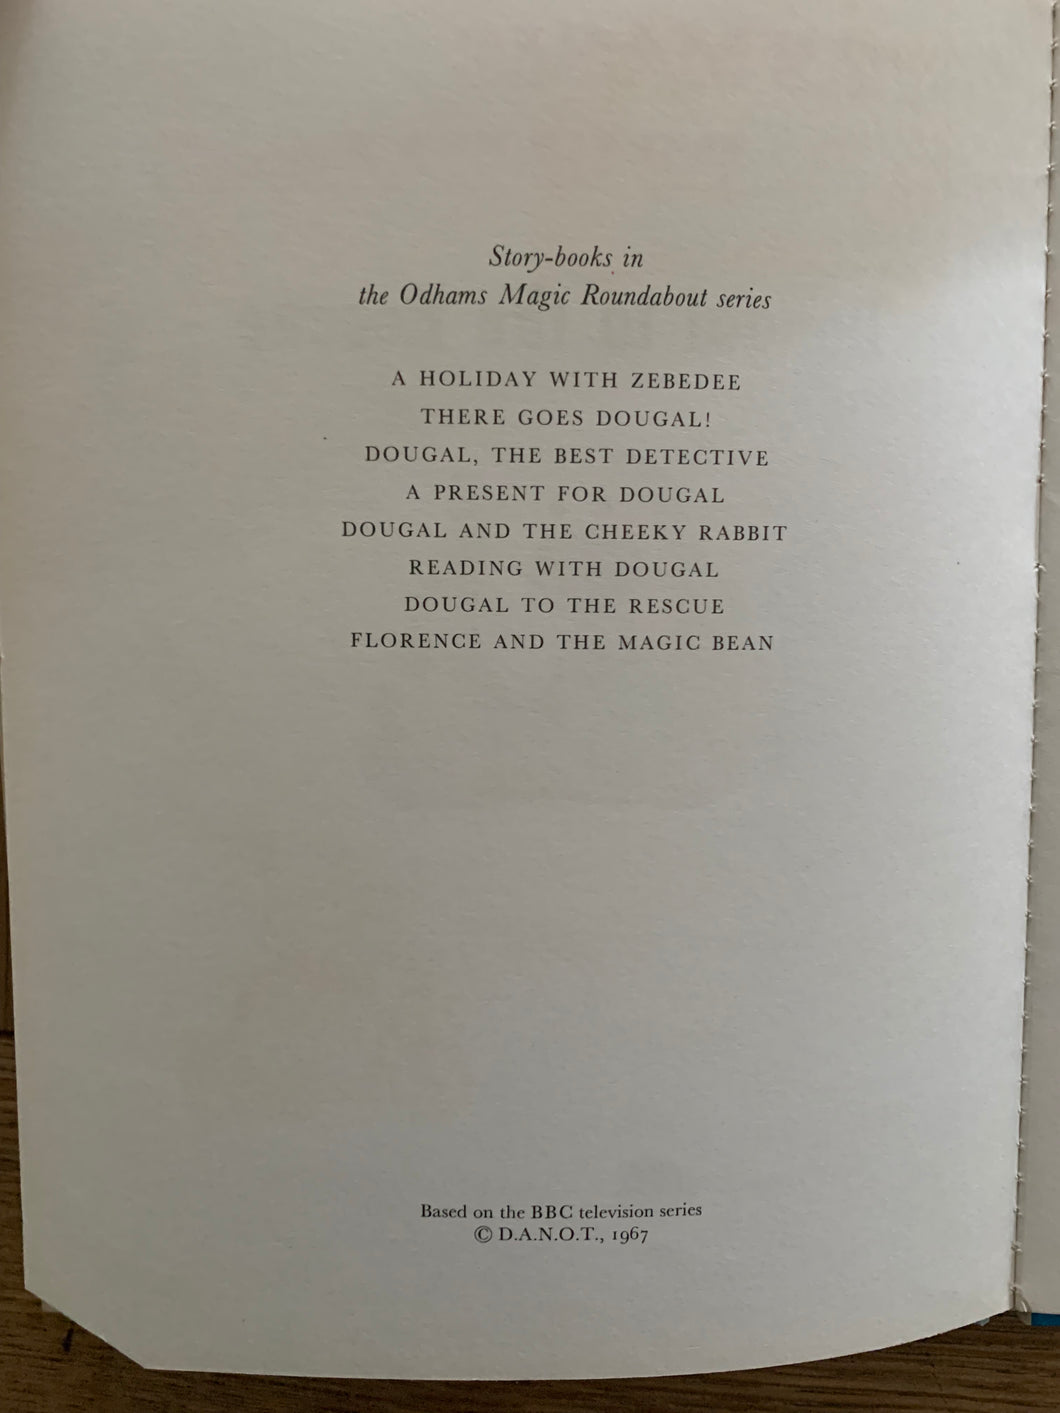 Story-books in
the Odhams Magic Roundabout series
A HOLIDAY WITH ZEBEDEE
THERE GOES DOUGAL!
DOUGAL, THE BEST DETECTIVE
A PRESENT FOR DOUGAL
DOUGAL AND THE CHEEKY RABBIT
READING WITH DOUGAL
DOUGAL TO THE RESCUE
FLORENCE AND THE MAGIC BEAN
Based on the BBC television series
© D.A.N.O.T., 1967